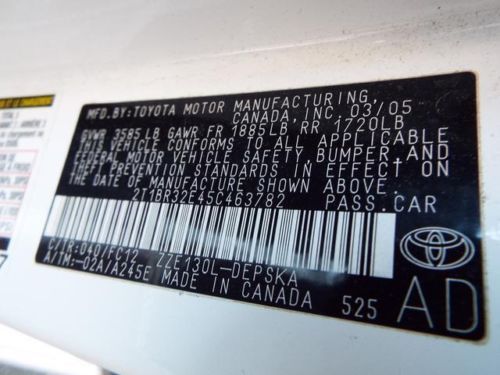 MFD.BY:TOYOTA MOTOR MANUFACTURING,
CANADA, INC. 03/05
GVWR 3585LB GAWR FR 1885LB RR 1720LB
THIS VEHICLE CONFORMS TO ALL APPLICABLE
FEDERAL MOTOR VEHICLE SAFETY, BUMPER, AND
THEFT PREVENTION STANDARDS IN EFFECT ON
THE DATE OF MANUFACTURE SHOWN ABOVE.
2T1BR32E45C463782 PASS.CAR
C/TR:040/FC12 ZZE130L-DEPSKA
A/TM:-02A/A245E MADE IN CANADA
525
TOYOTA
AD